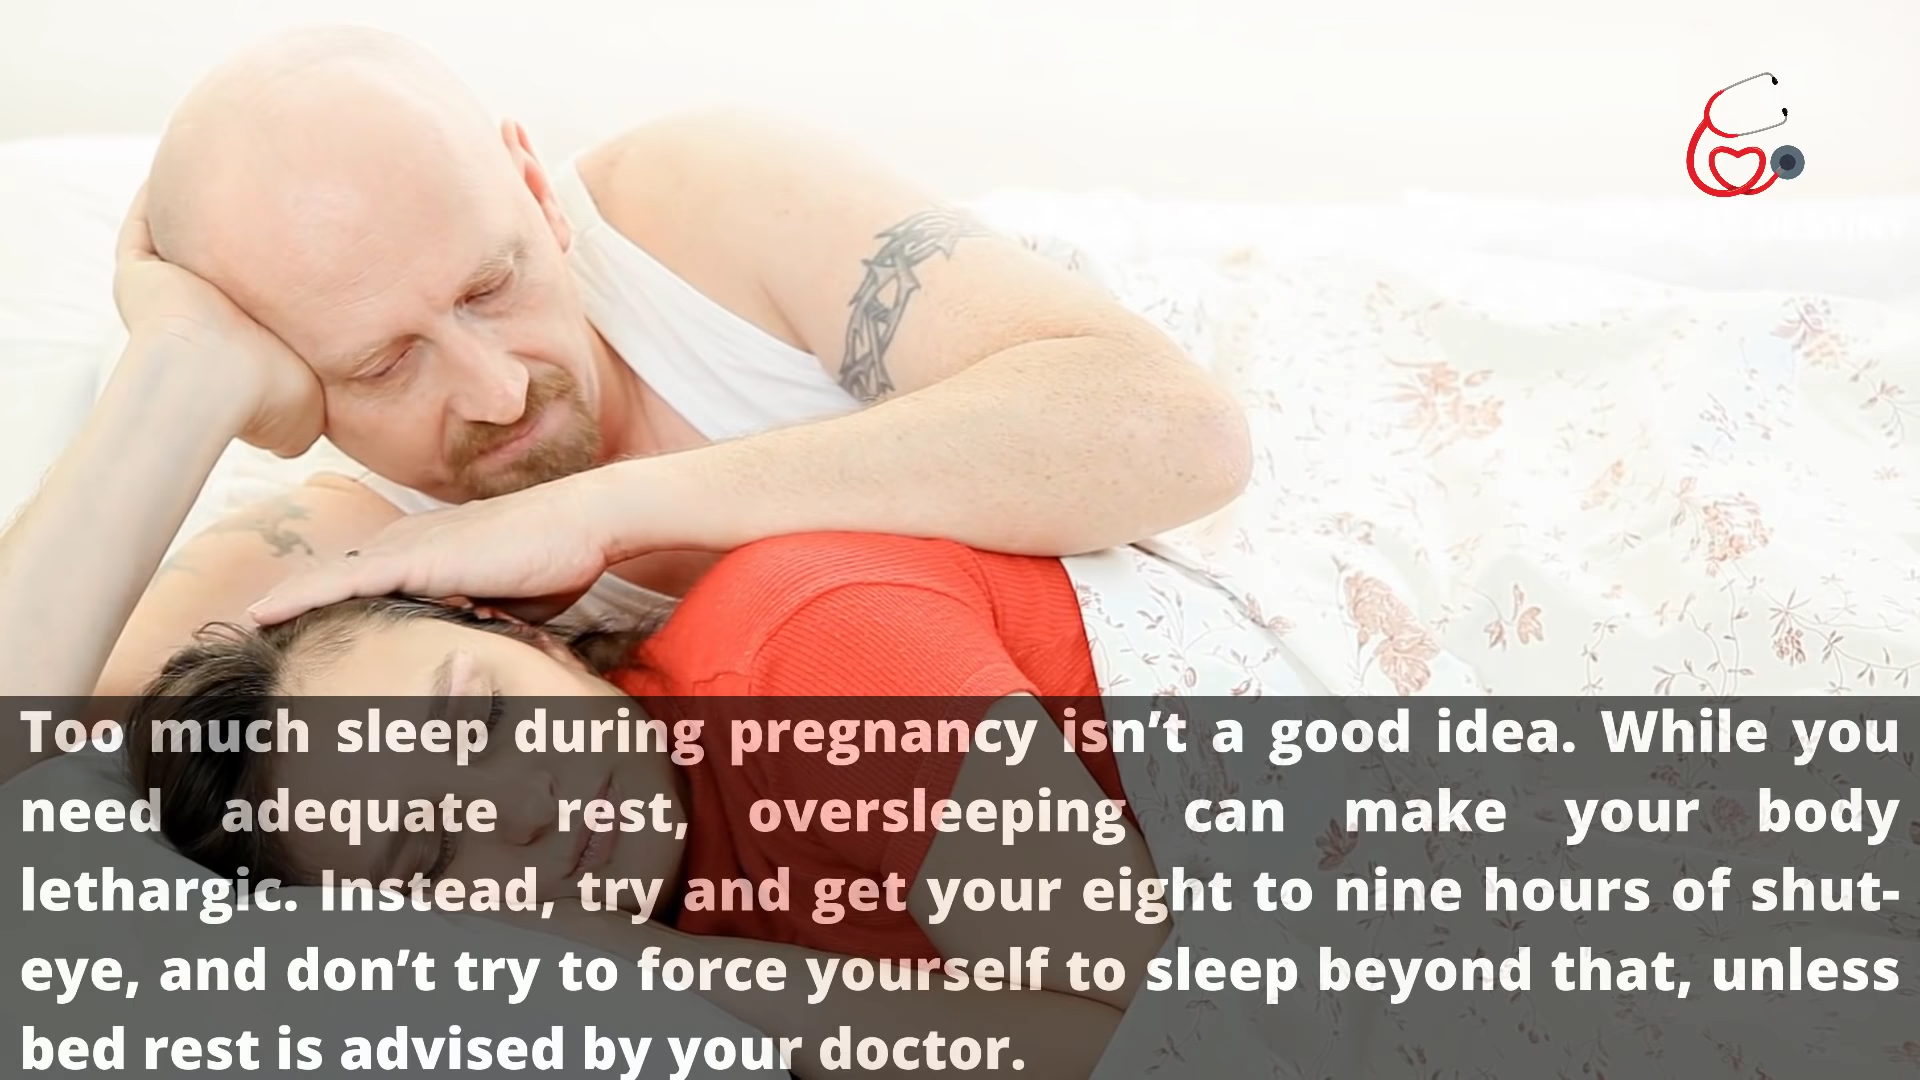 Too much sleep during pregnancy isn’t a good idea. While you
need adequate rest, oversleeping can make your body
lethargic. Instead, try and get your eight to nine hours of shut-
eye, and don’t try to force yourself to sleep beyond that, unless
bed rest is advised by your doctor.